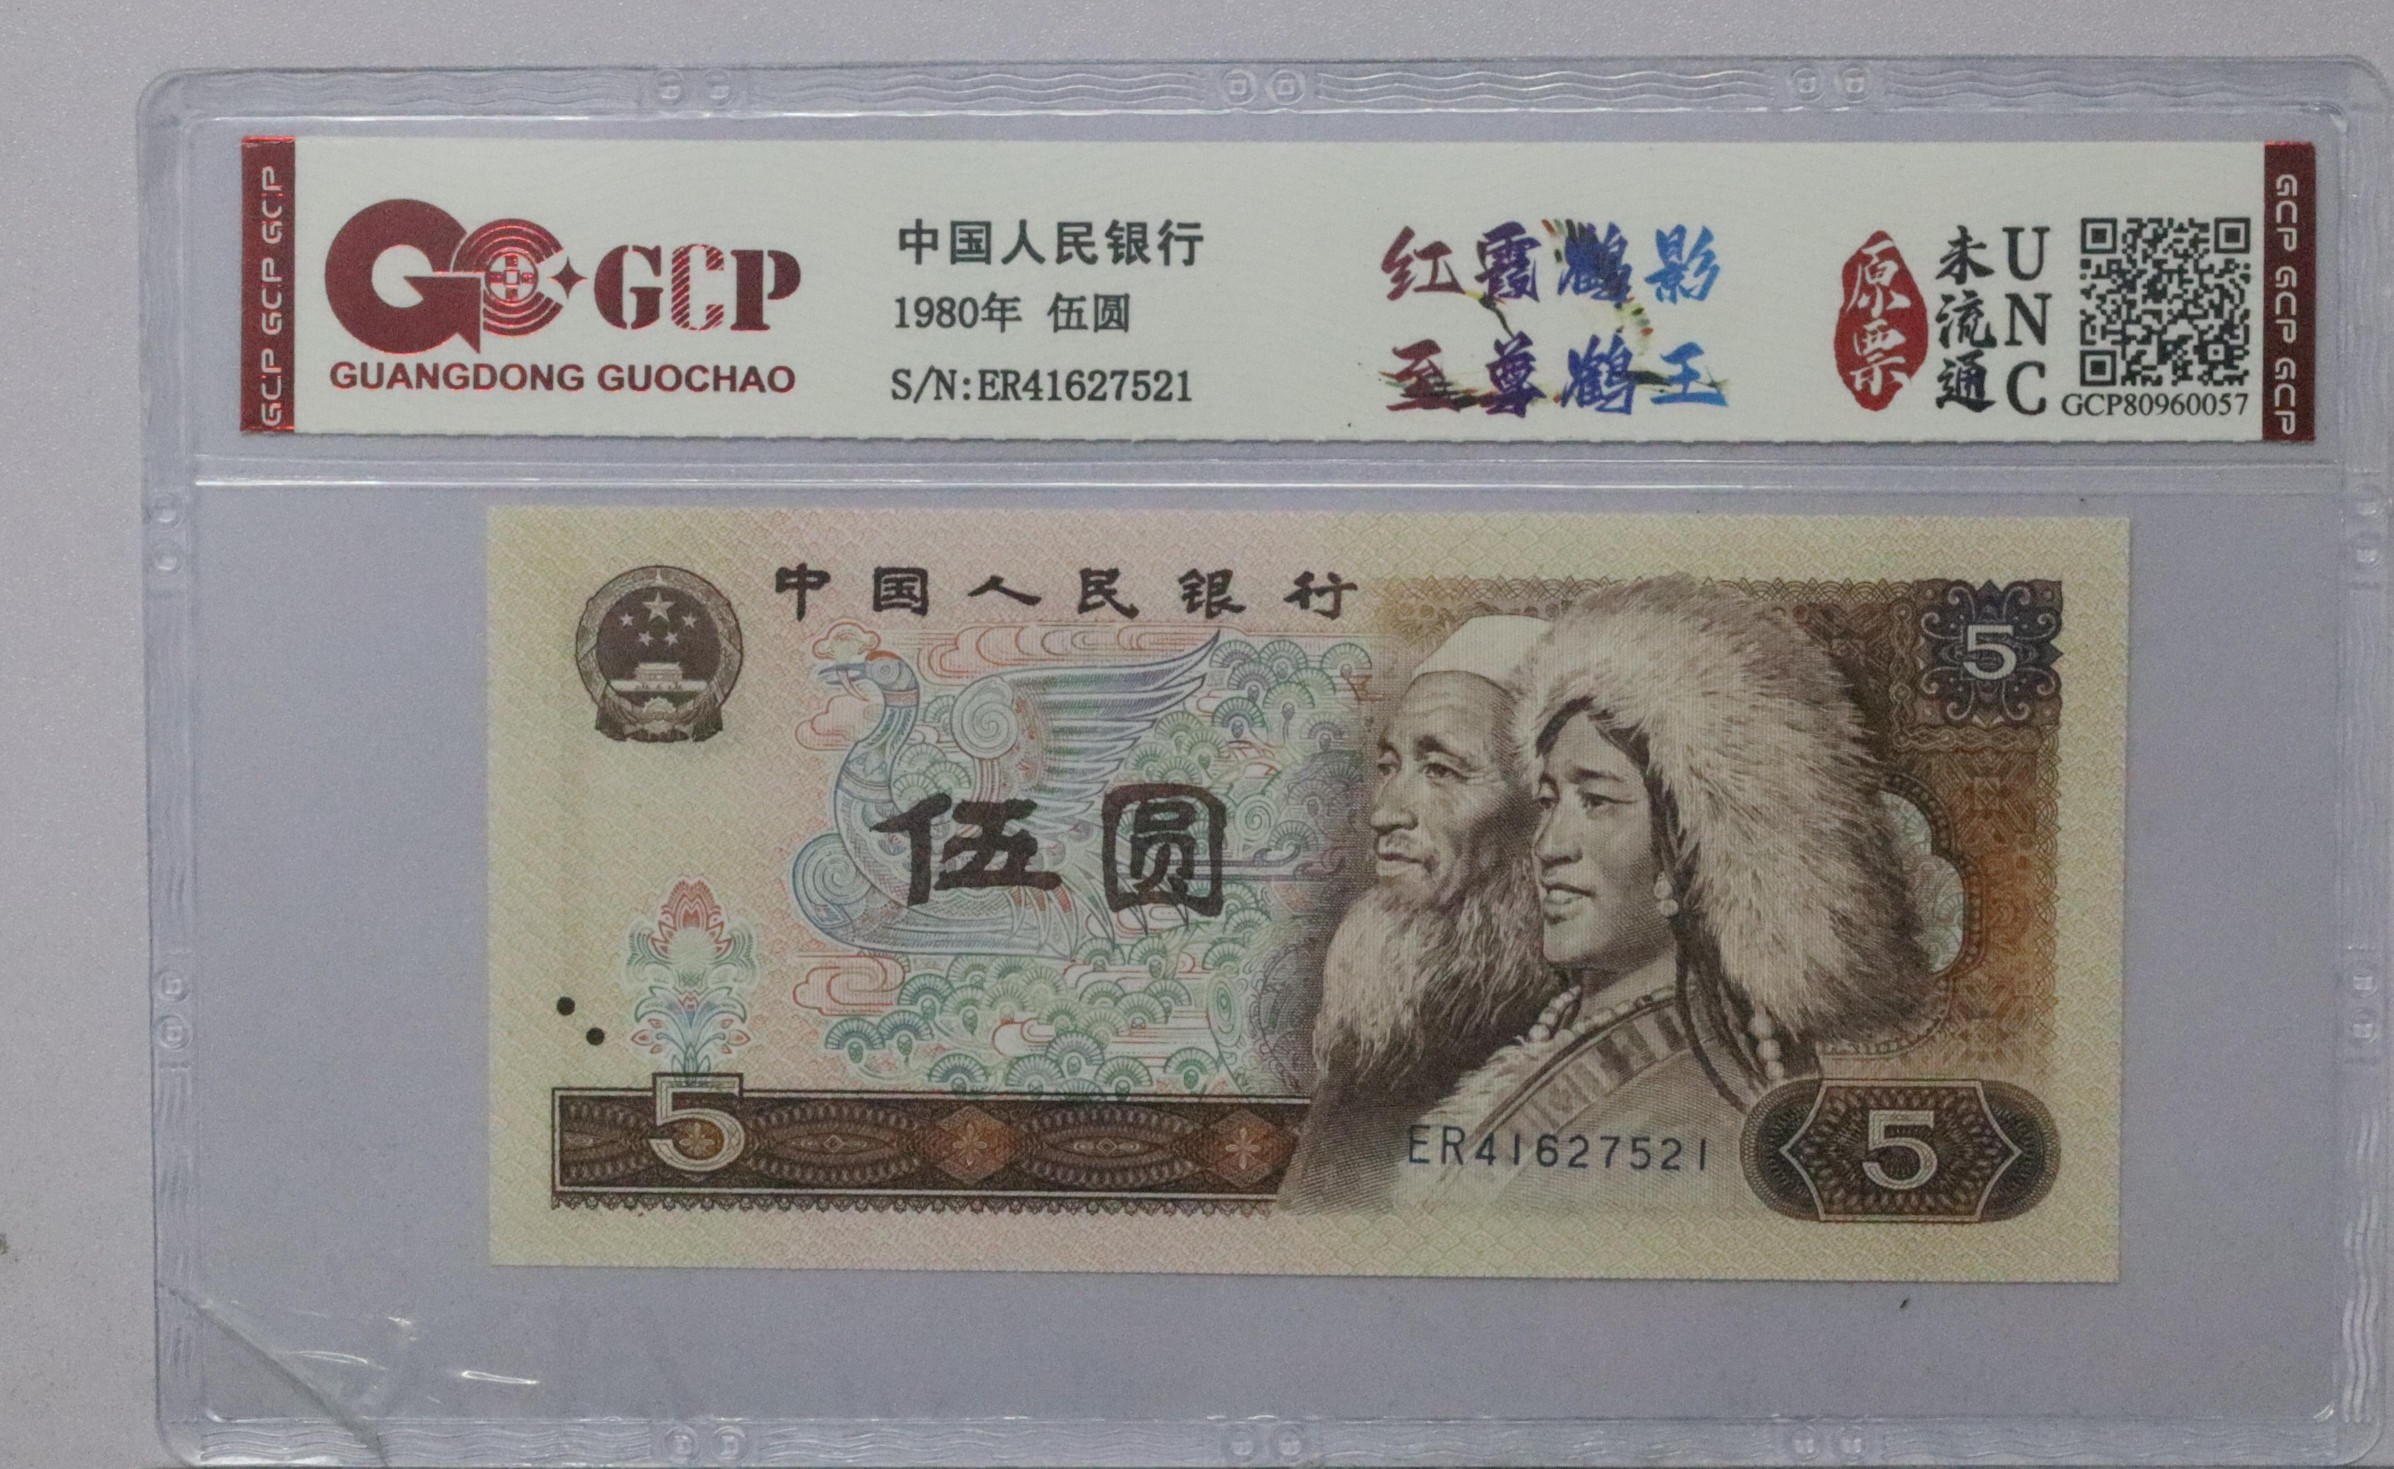 GCP GCP GCP
GCP
GUANGDONG GUOCHAO
中国人民银行
1980年 伍圆
S/N:ER41627521
红霞鹤影
至尊鹤王
原票
未流通
UNC
GCP80960057
GCP GCP GCP
中国人民银行
5
伍圆
5
ER41627521
5